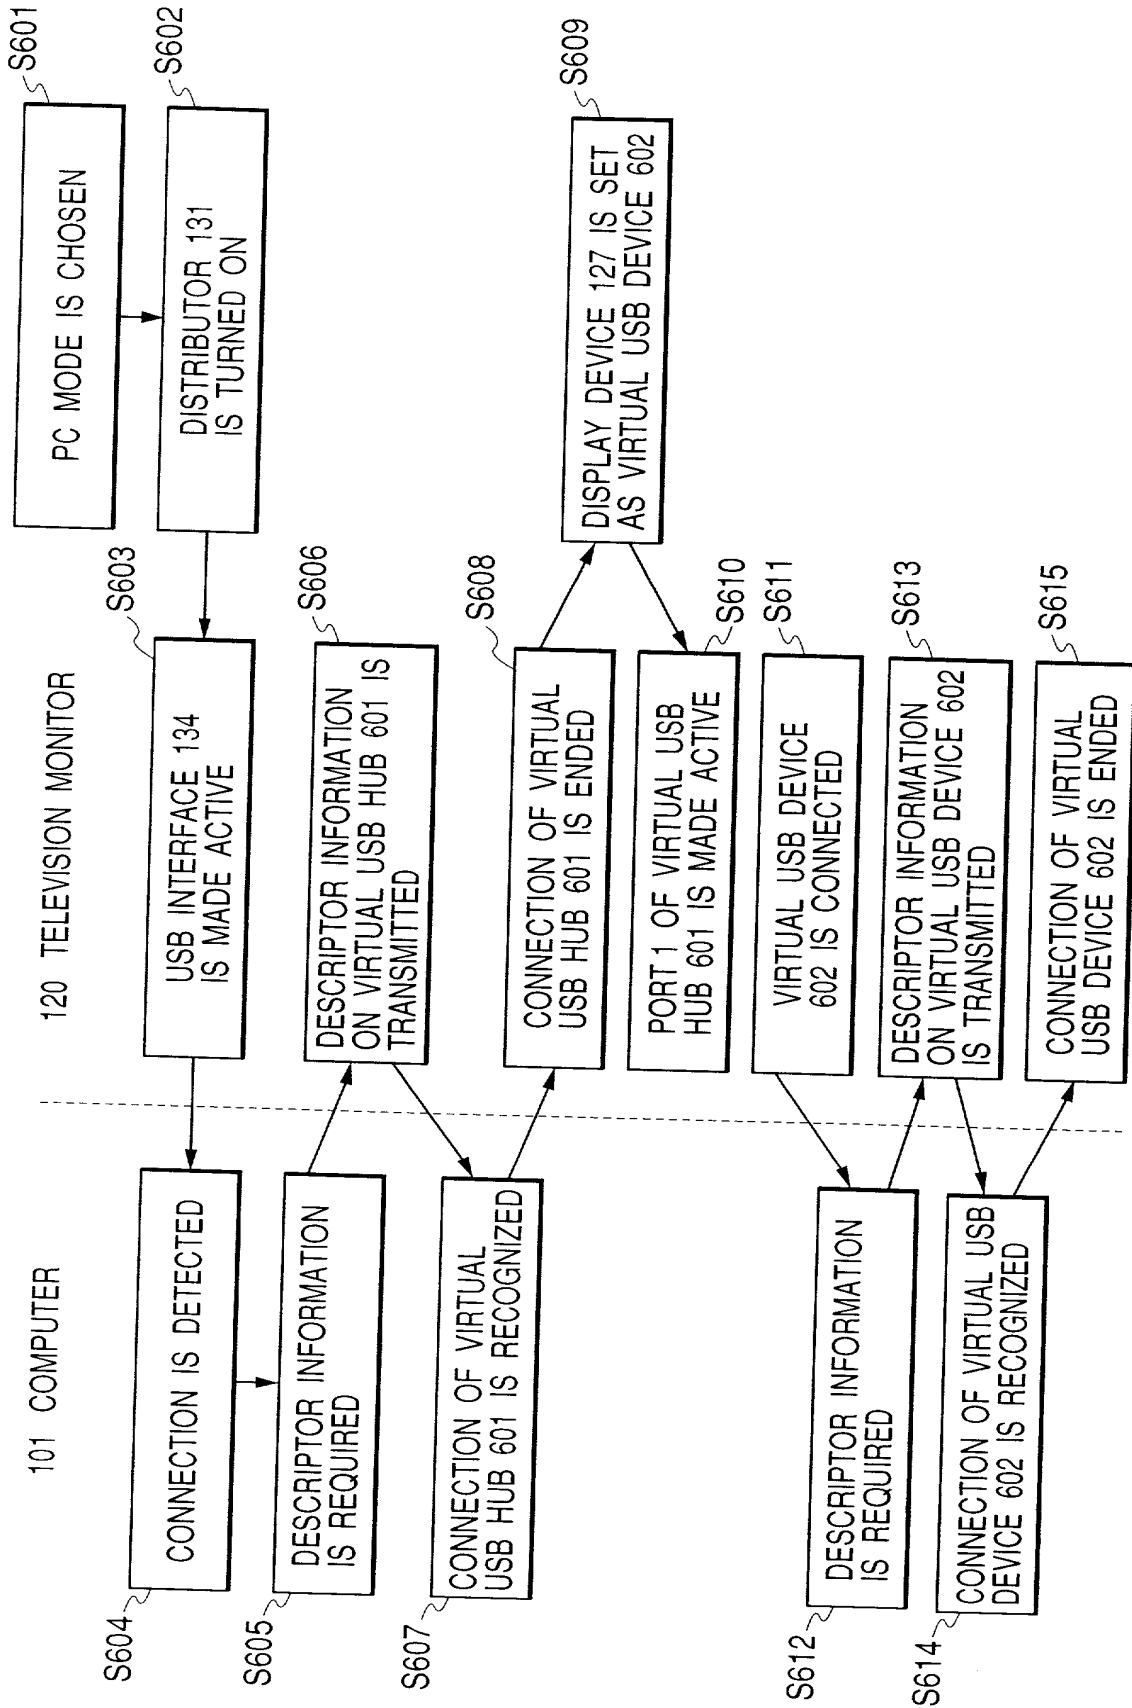 101 COMPUTER
120 TELEVISION MONITOR
S601
PC MODE IS CHOSEN
S602
DISTRIBUTOR 131
IS TURNED ON
S603
USB INTERFACE 134
IS MADE ACTIVE
S604
CONNECTION IS DETECTED
S605
DESCRIPTOR INFORMATION
IS REQUIRED
S606
DESCRIPTOR INFORMATION
ON VIRTUAL USB HUB 601 IS
TRANSMITTED
S607
CONNECTION OF VIRTUAL
USB HUB 601 IS RECOGNIZED
S608
CONNECTION OF VIRTUAL
USB HUB 601 IS ENDED
S609
DISPLAY DEVICE 127 IS SET
AS VIRTUAL USB DEVICE 602
S610
PORT 1 OF VIRTUAL USB
HUB 601 IS MADE ACTIVE
S611
VIRTUAL USB DEVICE
602 IS CONNECTED
S612
DESCRIPTOR INFORMATION
IS REQUIRED
S613
DESCRIPTOR INFORMATION
ON VIRTUAL USB DEVICE 602
IS TRANSMITTED
S614
CONNECTION OF VIRTUAL USB
DEVICE 602 IS RECOGNIZED
S615
CONNECTION OF VIRTUAL
USB DEVICE 602 IS ENDED